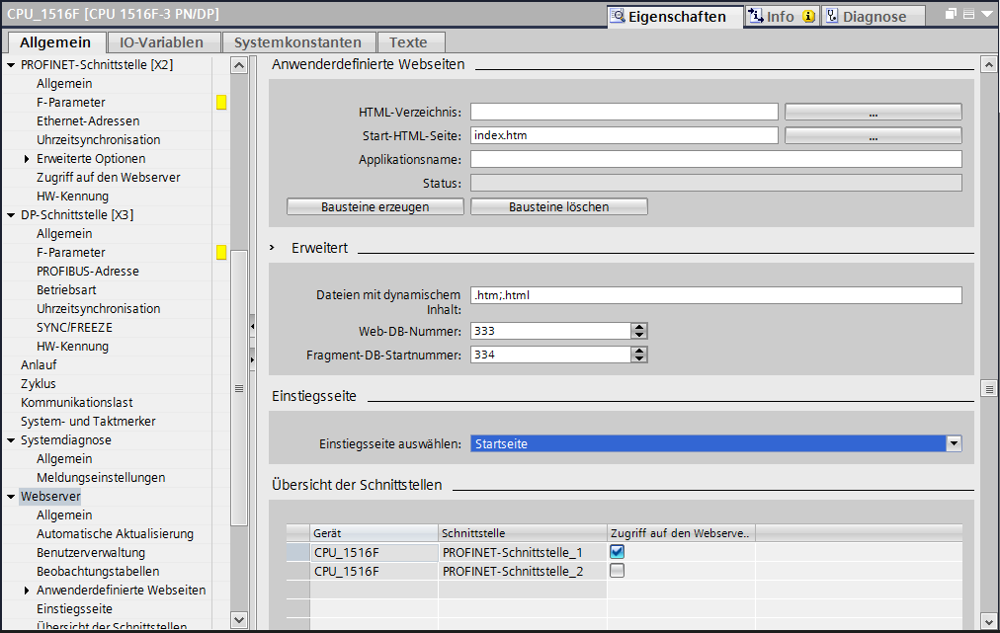 CPU_1516F [CPU 1516F-3 PN/DP]
Eigenschaften
Info
Diagnose
Allgemein
IO-Variablen
Systemkonstanten
Texte
PROFINET-Schnittstelle [X2]
Allgemein
F-Parameter
Ethernet-Adressen
Uhrzeitsynchronisation
Erweiterte Optionen
Zugriff auf den Webserver
HW-Kennung
DP-Schnittstelle [X3]
Allgemein
F-Parameter
PROFIBUS-Adresse
Betriebsart
Uhrzeitsynchronisation
SYNC/FREEZE
HW-Kennung
Anlauf
Zyklus
Kommunikationslast
System- und Taktmerker
Systemdiagnose
Allgemein
Meldungseinstellungen
Webserver
Allgemein
Automatische Aktualisierung
Benutzerverwaltung
Beobachtungstabellen
Anwenderdefinierte Webseiten
Einstiegsseite
Übersicht der Schnittstellen
Anwenderdefinierte Webseiten
HTML-Verzeichnis:
...
Start-HTML-Seite: index.htm
...
Applikationsname:
Status:
Bausteine erzeugen
Bausteine löschen
Erweitert
Dateien mit dynamischem
Inhalt:
.htm;.html
Web-DB-Nummer: 333
Fragment-DB-Startnummer: 334
Einstiegsseite
Einstiegsseite auswählen: Startseite
Übersicht der Schnittstellen
Gerät Schnittstelle Zugriff auf den Webserve..
CPU_1516F PROFINET-Schnittstelle_1
CPU_1516F PROFINET-Schnittstelle_2